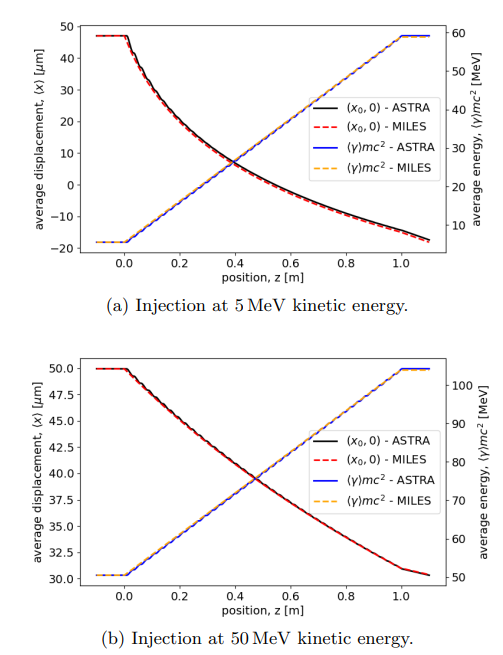 50
40
30
20
10
0
−10
−20
average displacement, ⟨x⟩ [μm]
60
50
40
30
20
10
average energy, ⟨γ⟩mc² [MeV]
(x₀, 0) - ASTRA
(x₀, 0) - MILES
⟨γ⟩mc² - ASTRA
⟨γ⟩mc² - MILES
0.0 0.2 0.4 0.6 0.8 1.0
position, z [m]
(a) Injection at 5 MeV kinetic energy.
50.0
47.5
45.0
42.5
40.0
37.5
35.0
32.5
30.0
average displacement, ⟨x⟩ [μm]
100
90
80
70
60
50
average energy, ⟨γ⟩mc² [MeV]
(x₀, 0) - ASTRA
(x₀, 0) - MILES
⟨γ⟩mc² - ASTRA
⟨γ⟩mc² - MILES
0.0 0.2 0.4 0.6 0.8 1.0
position, z [m]
(b) Injection at 50 MeV kinetic energy.